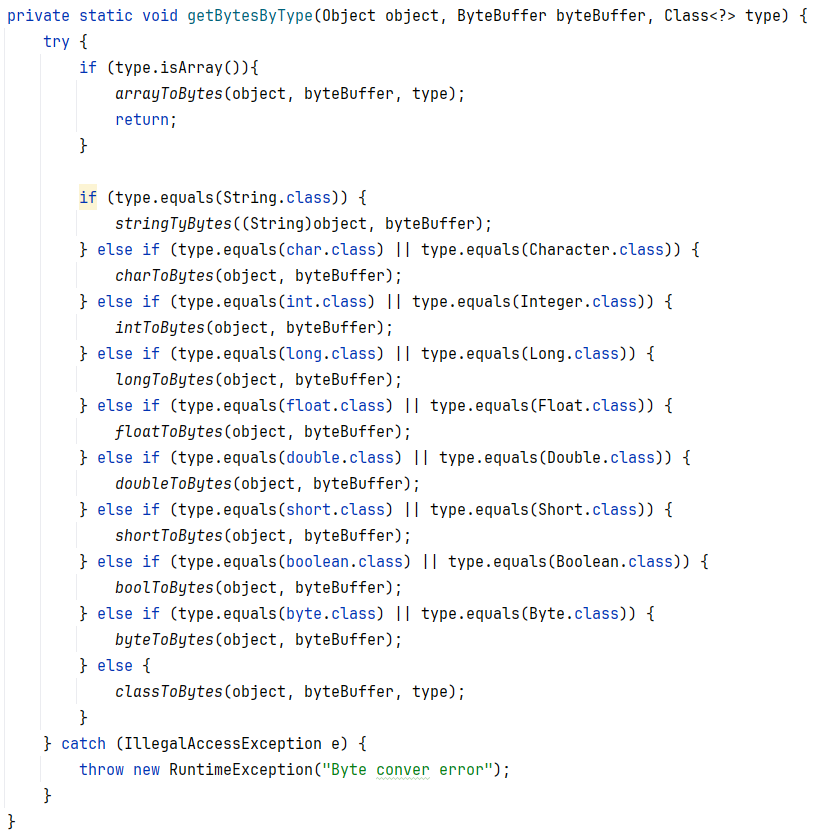 private static void getBytesByType(Object object, ByteBuffer byteBuffer, Class<?> type) {
    try {
        if (type.isArray()){
            arrayToBytes(object, byteBuffer, type);
            return;
        }

        if (type.equals(String.class)) {
            stringTyBytes((String)object, byteBuffer);
        } else if (type.equals(char.class) || type.equals(Character.class)) {
            charToBytes(object, byteBuffer);
        } else if (type.equals(int.class) || type.equals(Integer.class)) {
            intToBytes(object, byteBuffer);
        } else if (type.equals(long.class) || type.equals(Long.class)) {
            longToBytes(object, byteBuffer);
        } else if (type.equals(float.class) || type.equals(Float.class)) {
            floatToBytes(object, byteBuffer);
        } else if (type.equals(double.class) || type.equals(Double.class)) {
            doubleToBytes(object, byteBuffer);
        } else if (type.equals(short.class) || type.equals(Short.class)) {
            shortToBytes(object, byteBuffer);
        } else if (type.equals(boolean.class) || type.equals(Boolean.class)) {
            boolToBytes(object, byteBuffer);
        } else if (type.equals(byte.class) || type.equals(Byte.class)) {
            byteToBytes(object, byteBuffer);
        } else {
            classToBytes(object, byteBuffer, type);
        }
    } catch (IllegalAccessException e) {
        throw new RuntimeException("Byte conver error");
    }
}